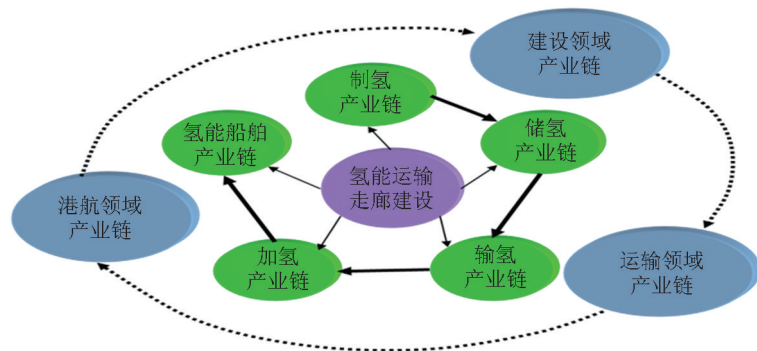 建设领域
产业链
制氢
产业链
氢能船舶
产业链
储氢
产业链
氢能运输
走廊建设
港航领域
产业链
加氢
产业链
输氢
产业链
运输领域
产业链